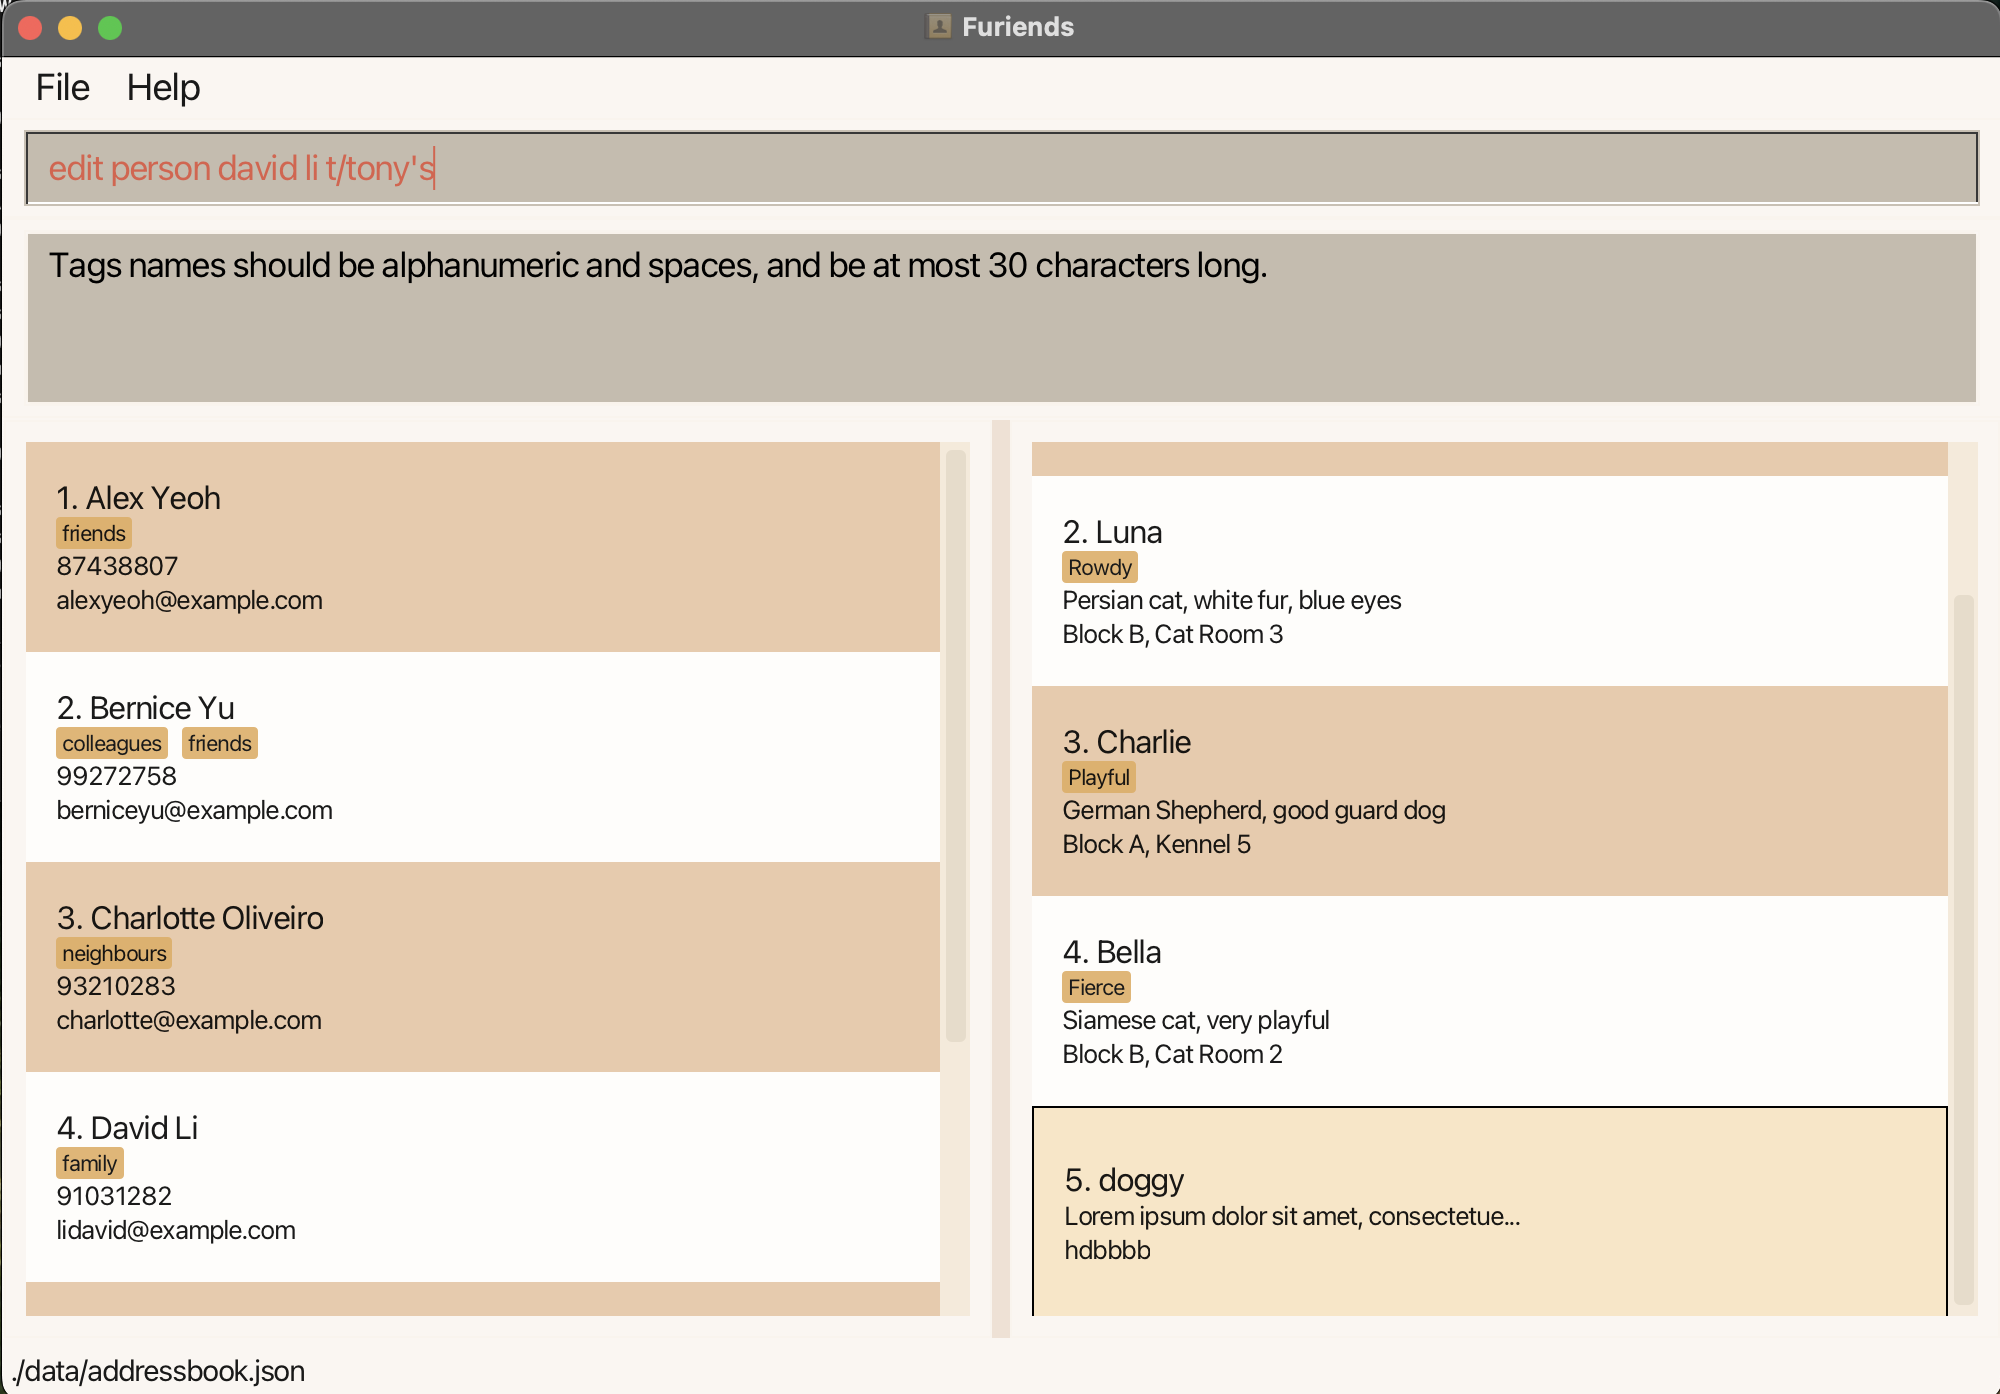 Furiends
File Help
edit person david li t/tony's
Tags names should be alphanumeric and spaces, and be at most 30 characters long.
1. Alex Yeoh
friends
87438807
alexyeoh@example.com
2. Bernice Yu
colleagues friends
99272758
berniceyu@example.com
3. Charlotte Oliveiro
neighbours
93210283
charlotte@example.com
4. David Li
family
91031282
lidavid@example.com
2. Luna
Rowdy
Persian cat, white fur, blue eyes
Block B, Cat Room 3
3. Charlie
Playful
German Shepherd, good guard dog
Block A, Kennel 5
4. Bella
Fierce
Siamese cat, very playful
Block B, Cat Room 2
5. doggy
Lorem ipsum dolor sit amet, consectetue...
hdbbbb
./data/addressbook.json